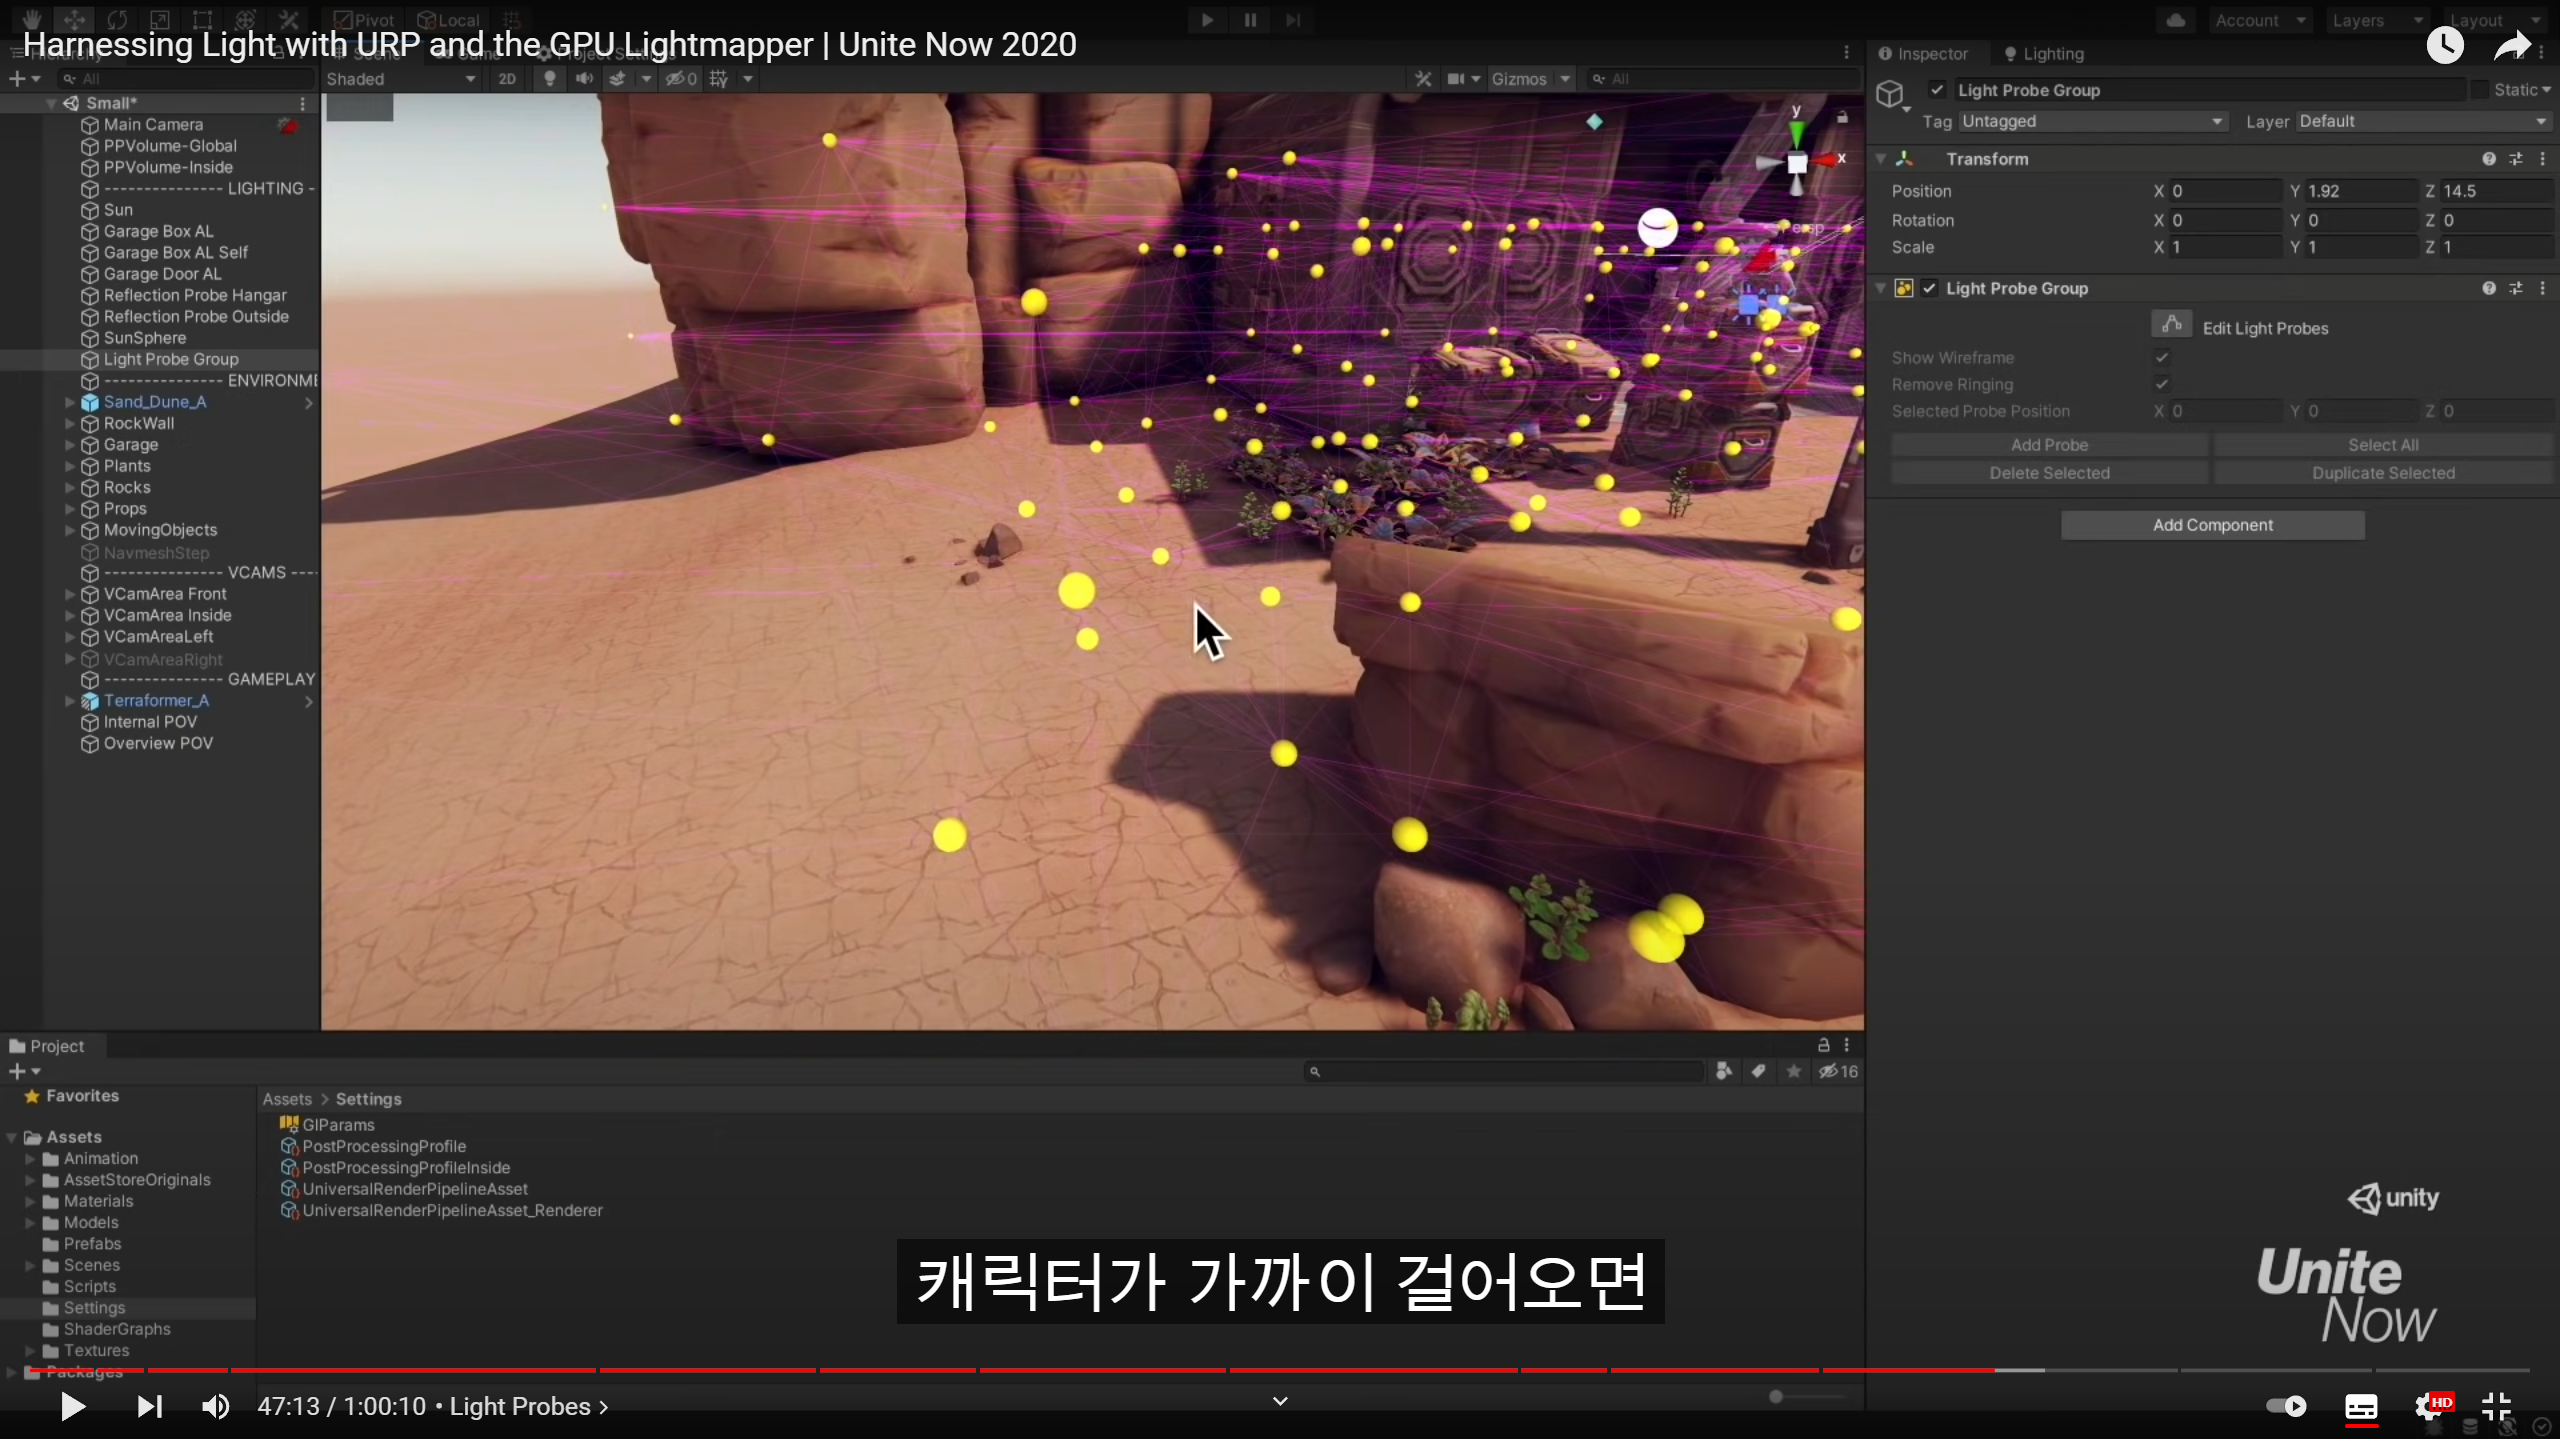 Harnessing Light with URP and the GPU Lightmapper | Unite Now 2020
Pivot
Local
Account
Layers
Layout
Hierarchy
Scene
Game
Project Settings
Inspector
Lighting
All
Shaded
2D
0
Gizmos
All
Small*
Main Camera
PPVolume-Global
PPVolume-Inside
--------------- LIGHTING -
Sun
Garage Box AL
Garage Box AL Self
Garage Door AL
Reflection Probe Hangar
Reflection Probe Outside
SunSphere
Light Probe Group
--------------- ENVIRONME
Sand_Dune_A
RockWall
Garage
Plants
Rocks
Props
MovingObjects
NavmeshStep
--------------- VCAMS ----
VCamArea Front
VCamArea Inside
VCamAreaLeft
VCamAreaRight
--------------- GAMEPLAY
Terraformer_A
Internal POV
Overview POV
y
x
Persp
Light Probe Group
Static
Tag Untagged
Layer Default
Transform
Position X 0 Y 1.92 Z 14.5
Rotation X 0 Y 0 Z 0
Scale X 1 Y 1 Z 1
Light Probe Group
Edit Light Probes
Show Wireframe
Remove Ringing
Selected Probe Position X 0 Y 0 Z 0
Add Probe
Select All
Delete Selected
Duplicate Selected
Add Component
Project
16
Favorites
Assets
Animation
AssetStoreOriginals
Materials
Models
Prefabs
Scenes
Scripts
Settings
ShaderGraphs
Textures
Packages
Assets > Settings
GIParams
PostProcessingProfile
PostProcessingProfileInside
UniversalRenderPipelineAsset
UniversalRenderPipelineAsset_Renderer
unity
Unite
Now
캐릭터가 가까이 걸어오면
47:13 / 1:00:10 • Light Probes >
HD